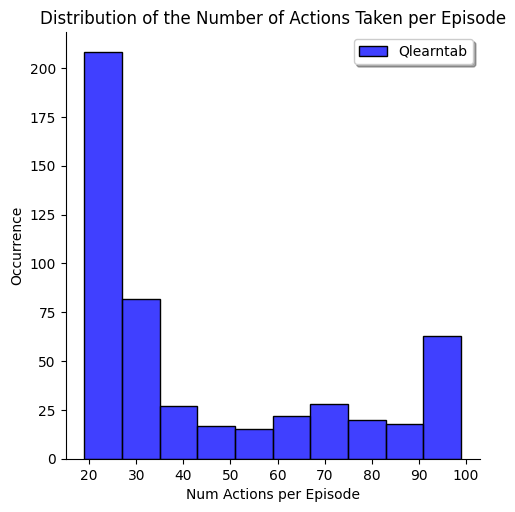 Distribution of the Number of Actions Taken per Episode
Qlearntab
200
175
150
125
100
75
50
25
0
Occurrence
20 30 40 50 60 70 80 90 100
Num Actions per Episode